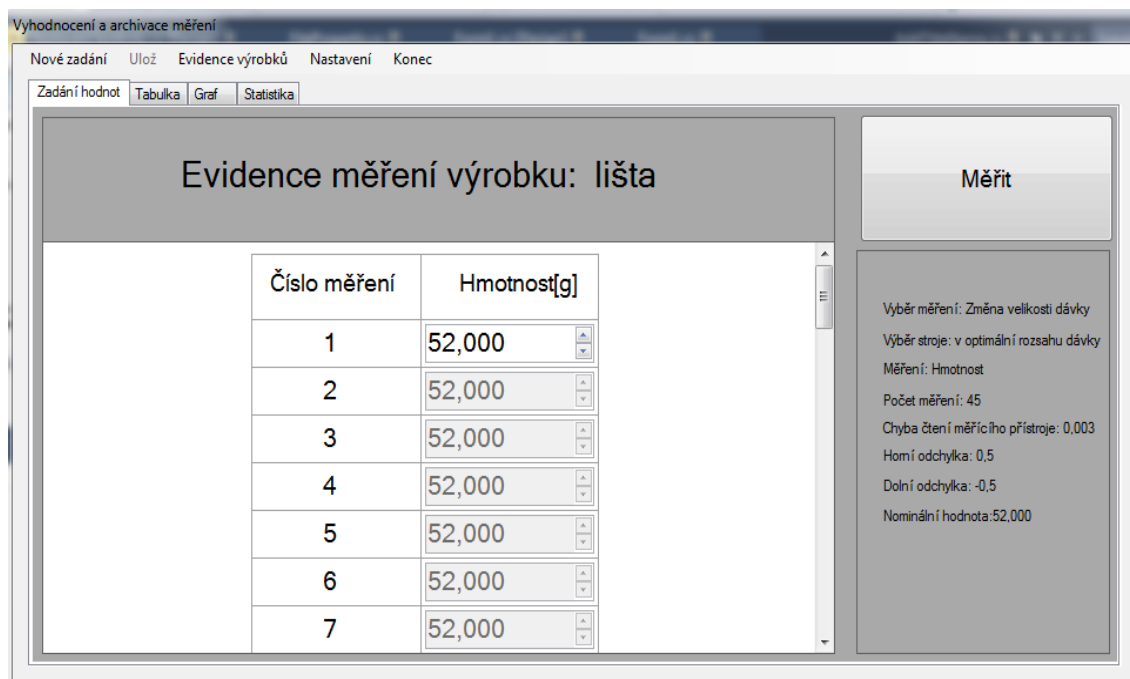 Vyhodnocení a archivace měření
Nové zadání Ulož Evidence výrobků Nastavení Konec
Zadání hodnot Tabulka Graf Statistika
Evidence měření výrobku: lišta
Měřit
Číslo měření Hmotnost[g]
1 52,000
2 52,000
3 52,000
4 52,000
5 52,000
6 52,000
7 52,000
Vyběr měření: Změna velikosti dávky
Výběr stroje: v optimální rozsahu dávky
Měření: Hmotnost
Počet měření: 45
Chyba čtení měřícího přístroje: 0,003
Horní odchylka: 0,5
Dolní odchylka: -0,5
Nominální hodnota:52,000